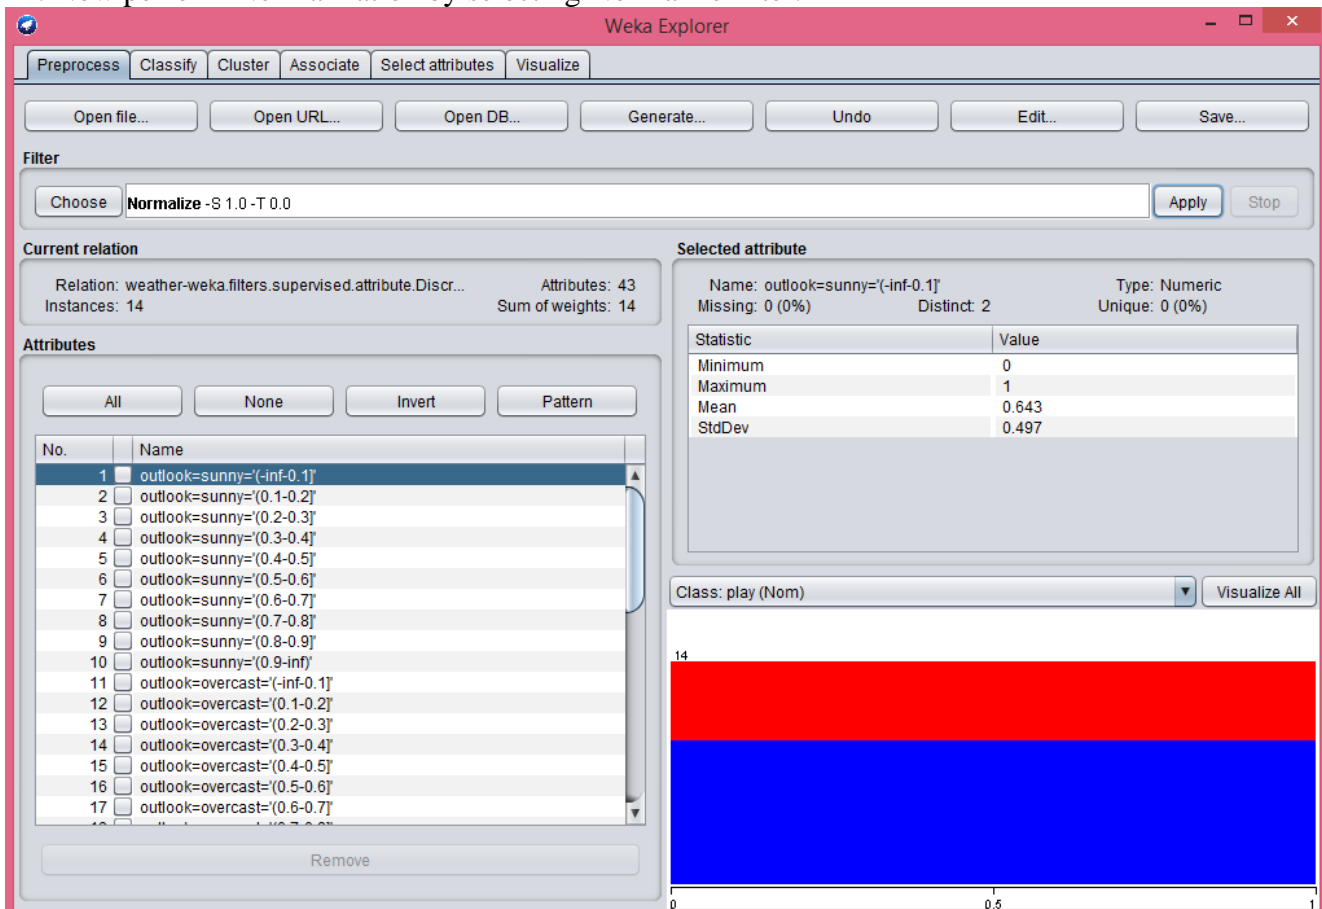 Weka Explorer
Preprocess Classify Cluster Associate Select attributes Visualize
Open file... Open URL... Open DB... Generate... Undo Edit... Save...
Filter
Choose Normalize -S 1.0 -T 0.0 Apply Stop
Current relation
Relation: weather-weka.filters.supervised.attribute.Discr... Attributes: 43
Instances: 14 Sum of weights: 14
Selected attribute
Name: outlook=sunny='(-inf-0.1]' Type: Numeric
Missing: 0 (0%) Distinct: 2 Unique: 0 (0%)
Statistic Value
Minimum 0
Maximum 1
Mean 0.643
StdDev 0.497
Attributes
All None Invert Pattern
No. Name
1 outlook=sunny='(-inf-0.1]'
2 outlook=sunny='(0.1-0.2]'
3 outlook=sunny='(0.2-0.3]'
4 outlook=sunny='(0.3-0.4]'
5 outlook=sunny='(0.4-0.5]'
6 outlook=sunny='(0.5-0.6]'
7 outlook=sunny='(0.6-0.7]'
8 outlook=sunny='(0.7-0.8]'
9 outlook=sunny='(0.8-0.9]'
10 outlook=sunny='(0.9-inf)'
11 outlook=overcast='(-inf-0.1]'
12 outlook=overcast='(0.1-0.2]'
13 outlook=overcast='(0.2-0.3]'
14 outlook=overcast='(0.3-0.4]'
15 outlook=overcast='(0.4-0.5]'
16 outlook=overcast='(0.5-0.6]'
17 outlook=overcast='(0.6-0.7]'
Remove
Class: play (Nom) Visualize All
14
0 0.5 1